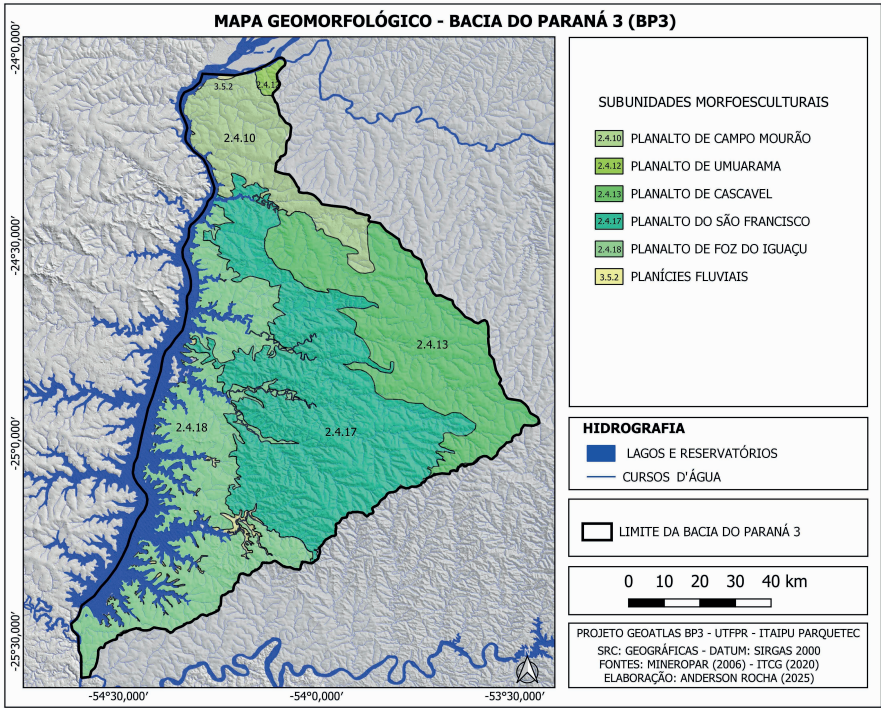 MAPA GEOMORFOLÓGICO - BACIA DO PARANÁ 3 (BP3)
-24°0,000'
-24°30,000'
-25°0,000'
-25°30,000'
-54°30,000
-54°0,000'
-53°30,000'
3.5.2
2.4.12
2.4.10
2.4.13
2.4.18
2.4.17
SUBUNIDADES MORFOESCULTURAIS
2.4.10 PLANALTO DE CAMPO MOURÃO
2.4.12 PLANALTO DE UMUARAMA
2.4.13 PLANALTO DE CASCAVEL
2.4.17 PLANALTO DO SÃO FRANCISCO
2.4.18 PLANALTO DE FOZ DO IGUAÇU
3.5.2 PLANÍCIES FLUVIAIS
HIDROGRAFIA
LAGOS E RESERVATÓRIOS
CURSOS D'ÁGUA
LIMITE DA BACIA DO PARANÁ 3
0 10 20 30 40 km
PROJETO GEOATLAS BP3 - UTFPR - ITAIPU PARQUETEC
SRC: GEOGRÁFICAS - DATUM: SIRGAS 2000
FONTES: MINEROPAR (2006) - ITCG (2020)
ELABORAÇÃO: ANDERSON ROCHA (2025)